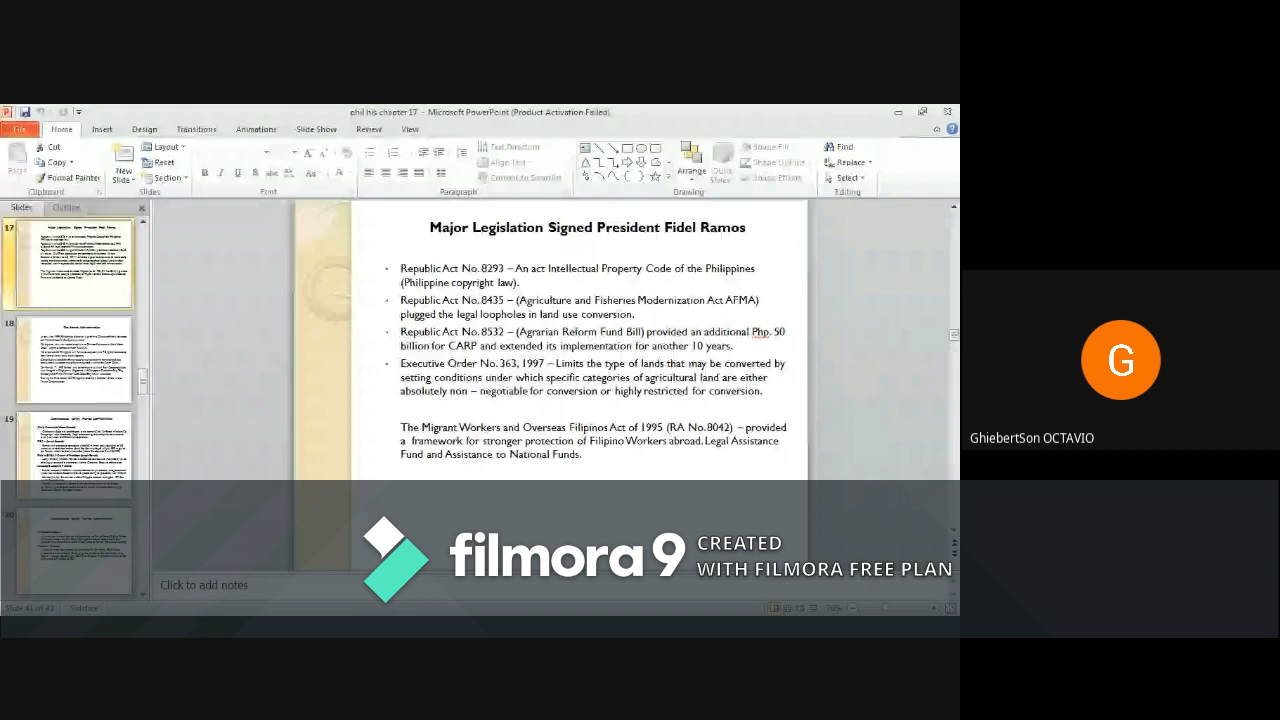 phil his chapter 17 - Microsoft PowerPoint (Product Activation Failed)
File Home Insert Design Transitions Animations Slide Show Review View
Cut
Copy
Format Painter
Clipboard
New Slide
Layout
Reset
Section
Slides
Font
Text Direction
Align Text
Convert to SmartArt
Paragraph
Arrange
Quick Styles
Shape Fill
Shape Outline
Shape Effects
Drawing
Find
Replace
Select
Editing
Slides Outline
17
18
19
20
Major Legislation Signed President Fidel Ramos
• Republic Act No. 8293 – An act Intellectual Property Code of the Philippines
(Philippine copyright law).
• Republic Act No. 8435 – (Agriculture and Fisheries Modernization Act AFMA)
plugged the legal loopholes in land use conversion.
• Republic Act No. 8532 – (Agrarian Reform Fund Bill) provided an additional Php. 50
billion for CARP and extended its implementation for another 10 years.
• Executive Order No. 363, 1997 – Limits the type of lands that may be converted by
setting conditions under which specific categories of agricultural land are either
absolutely non – negotiable for conversion or highly restricted for conversion.
The Migrant Workers and Overseas Filipinos Act of 1995 (RA No. 8042) – provided
a framework for stronger protection of Filipino Workers abroad. Legal Assistance
Fund and Assistance to National Funds.
Click to add notes
"Solstice"
filmora9 CREATED
WITH FILMORA FREE PLAN
G
GhiebertSon OCTAVIO